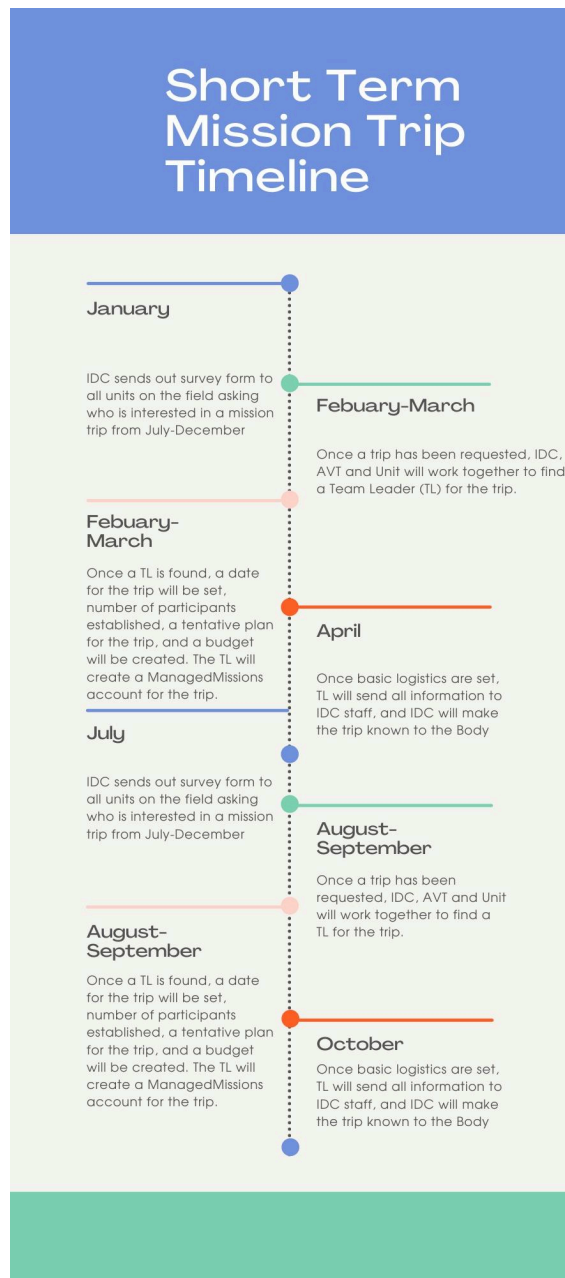 Short Term
Mission Trip
Timeline
January
IDC sends out survey form to
all units on the field asking
who is interested in a mission
trip from July-December
Febuary-March
Once a trip has been requested, IDC,
AVT and Unit will work together to find
a Team Leader (TL) for the trip.
Febuary-
March
Once a TL is found, a date
for the trip will be set,
number of participants
established, a tentative plan
for the trip, and a budget
will be created. The TL will
create a ManagedMissions
account for the trip.
April
Once basic logistics are set,
TL will send all information to
IDC staff, and IDC will make
the trip known to the Body
July
IDC sends out survey form to
all units on the field asking
who is interested in a mission
trip from July-December
August-
September
Once a trip has been
requested, IDC, AVT and Unit
will work together to find a
TL for the trip.
August-
September
Once a TL is found, a date
for the trip will be set,
number of participants
established, a tentative plan
for the trip, and a budget
will be created. The TL will
create a ManagedMissions
account for the trip.
October
Once basic logistics are set,
TL will send all information to
IDC staff, and IDC will make
the trip known to the Body